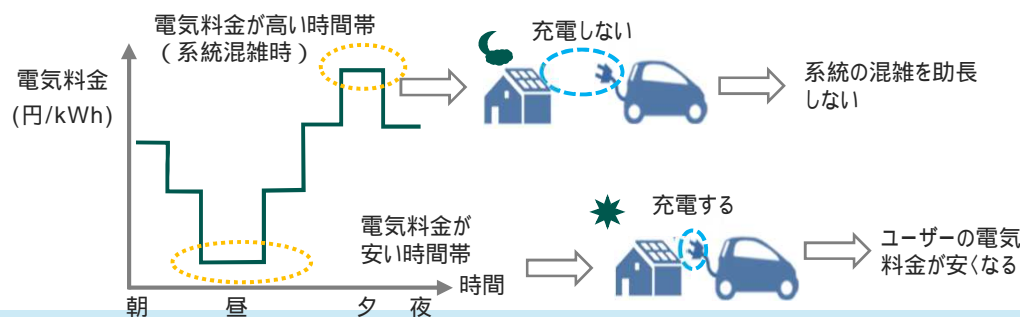 電気料金が高い時間帯
(系統混雑時)
電気料金
(円/kWh)
充電しない
系統の混雑を助長
しない
電気料金が
安い時間帯
充電する
ユーザーの電気
料金が安くなる
時間
朝
昼
夕
夜